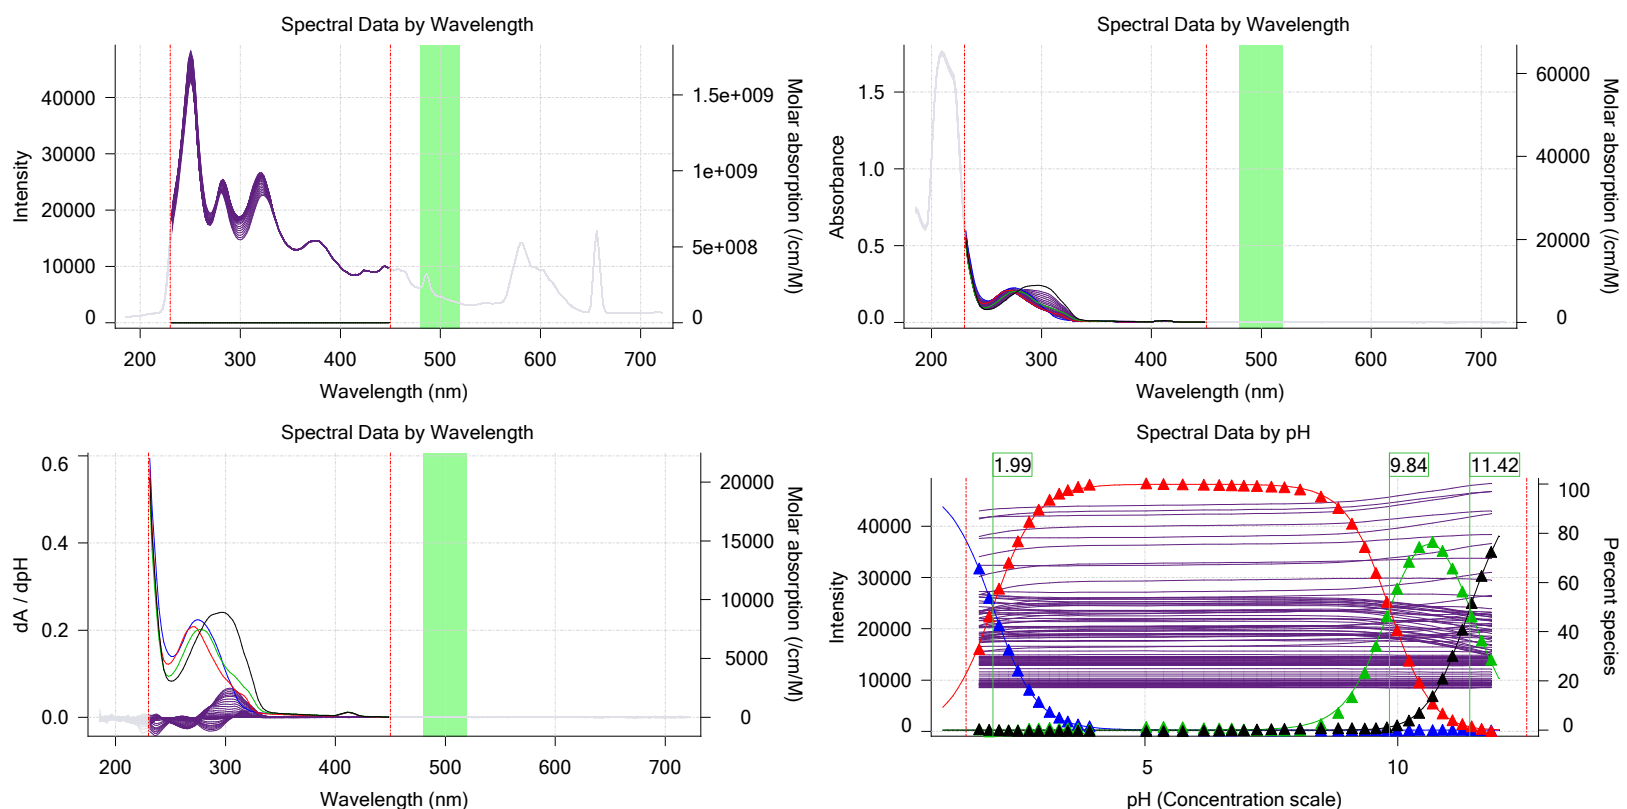 Spectral Data by Wavelength
Intensity
40000
30000
20000
10000
0
1.5e+009
1e+009
5e+008
0
Molar absorption (/cm/M)
200 300 400 500 600 700
Wavelength (nm)
Spectral Data by Wavelength
Absorbance
1.5
1.0
0.5
0.0
60000
40000
20000
0
Molar absorption (/cm/M)
200 300 400 500 600 700
Wavelength (nm)
Spectral Data by Wavelength
dA / dpH
0.6
0.4
0.2
0.0
20000
15000
10000
5000
0
Molar absorption (/cm/M)
200 300 400 500 600 700
Wavelength (nm)
Spectral Data by pH
1.99 9.84 11.42
Intensity
40000
30000
20000
10000
0
100
80
60
40
20
0
Percent species
5 10
pH (Concentration scale)